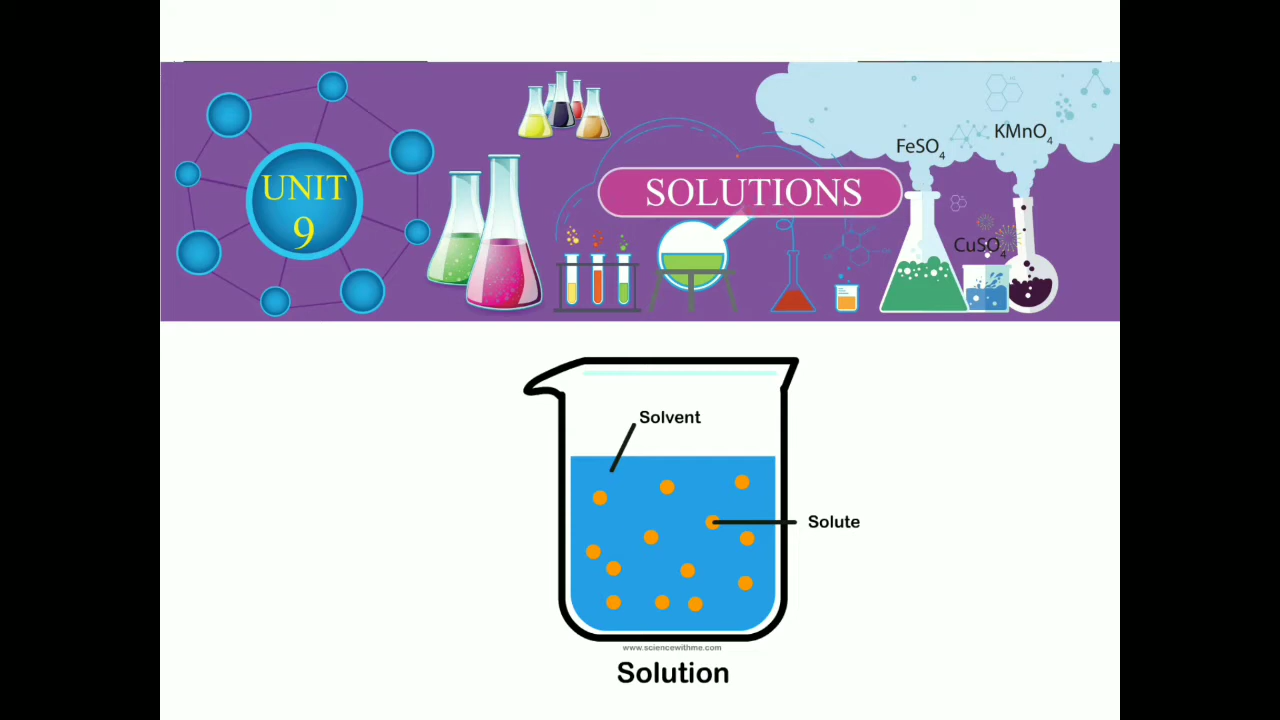 UNIT
9
SOLUTIONS
FeSO₄
KMnO₄
CuSO₄
Solvent
Solute
www.sciencewithme.com
Solution